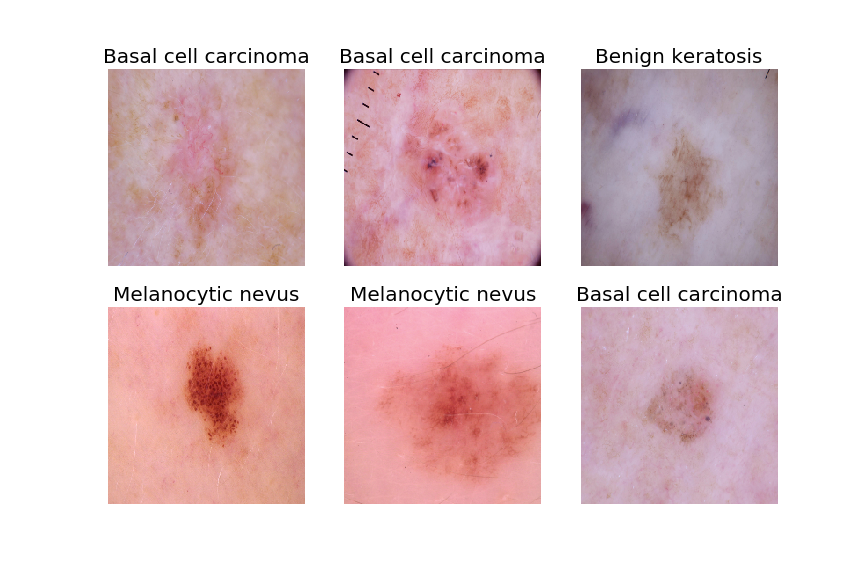 Basal cell carcinoma
Basal cell carcinoma
Benign keratosis
Melanocytic nevus
Melanocytic nevus
Basal cell carcinoma